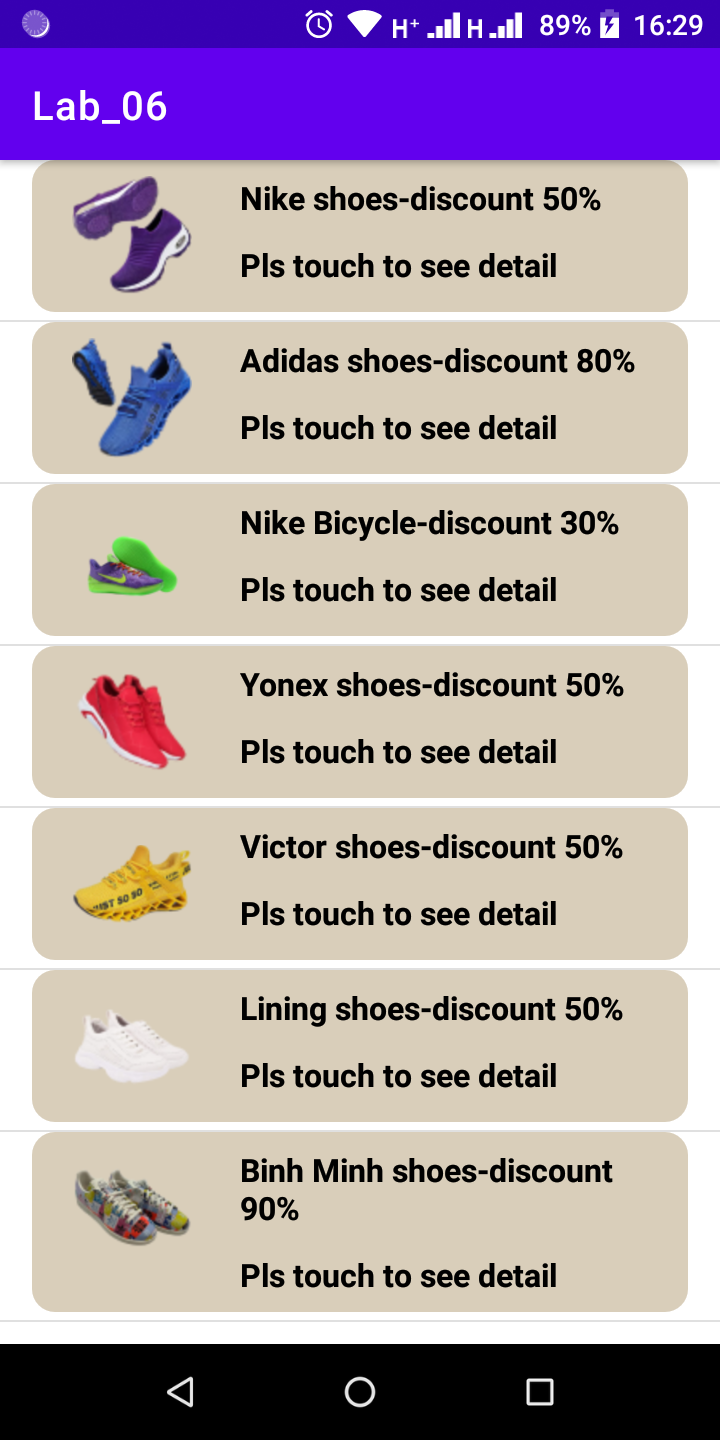 H+ H 89% 16:29
Lab_06
Nike shoes-discount 50%
Pls touch to see detail
Adidas shoes-discount 80%
Pls touch to see detail
Nike Bicycle-discount 30%
Pls touch to see detail
Yonex shoes-discount 50%
Pls touch to see detail
Victor shoes-discount 50%
JUST SO SO
Pls touch to see detail
Lining shoes-discount 50%
Pls touch to see detail
Binh Minh shoes-discount
90%
Pls touch to see detail